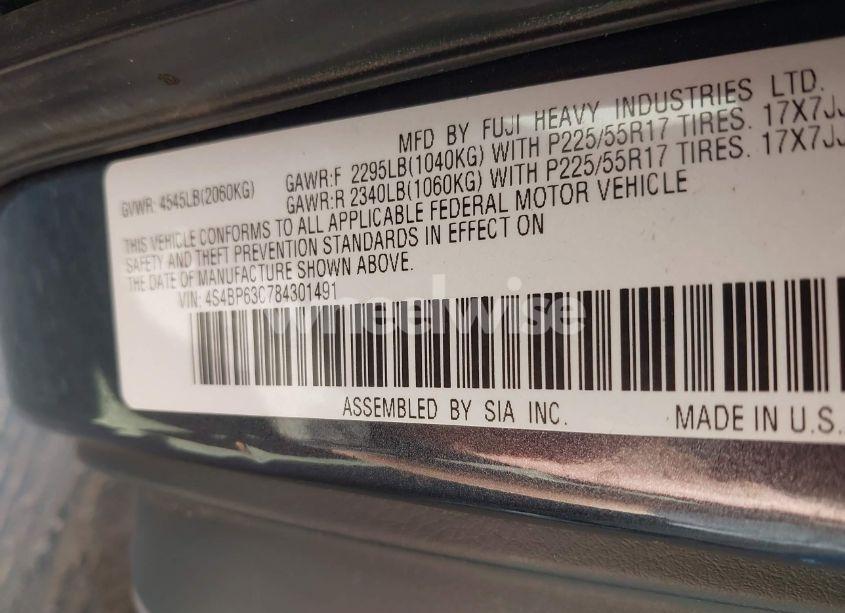 MFD BY FUJI HEAVY INDUSTRIES LTD.
GVWR: 4545LB(2060KG) GAWR:F 2295LB(1040KG) WITH P225/55R17 TIRES. 17X7JJ
GAWR:R 2340LB(1060KG) WITH P225/55R17 TIRES. 17X7JJ
THIS VEHICLE CONFORMS TO ALL APPLICABLE FEDERAL MOTOR VEHICLE
SAFETY AND THEFT PREVENTION STANDARDS IN EFFECT ON
THE DATE OF MANUFACTURE SHOWN ABOVE.
VIN: 4S4BP63C784301491
wheelwise
ASSEMBLED BY SIA INC. MADE IN U.S.